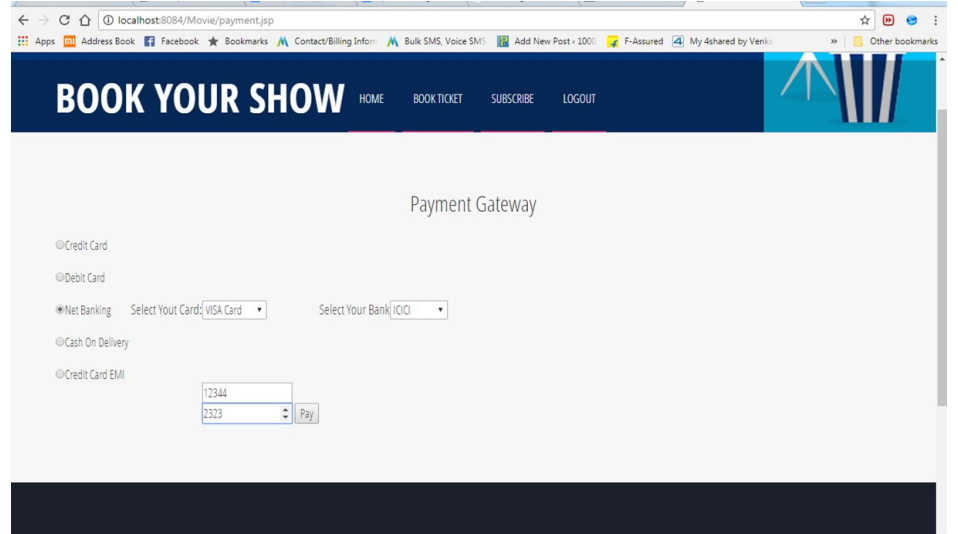 localhost:8084/Movie/payment.jsp
Apps Address Book Facebook Bookmarks Contact/Billing Inform Bulk SMS, Voice SMS Add New Post ‹ 1000 F-Assured My 4shared by Venka » Other bookmarks
BOOK YOUR SHOW HOME BOOK TICKET SUBSCRIBE LOGOUT
Payment Gateway
Credit Card
Debit Card
Net Banking Select Yout Card: VISA Card Select Your Bank ICICI
Cash On Delivery
Credit Card EMI
12344
2323 Pay